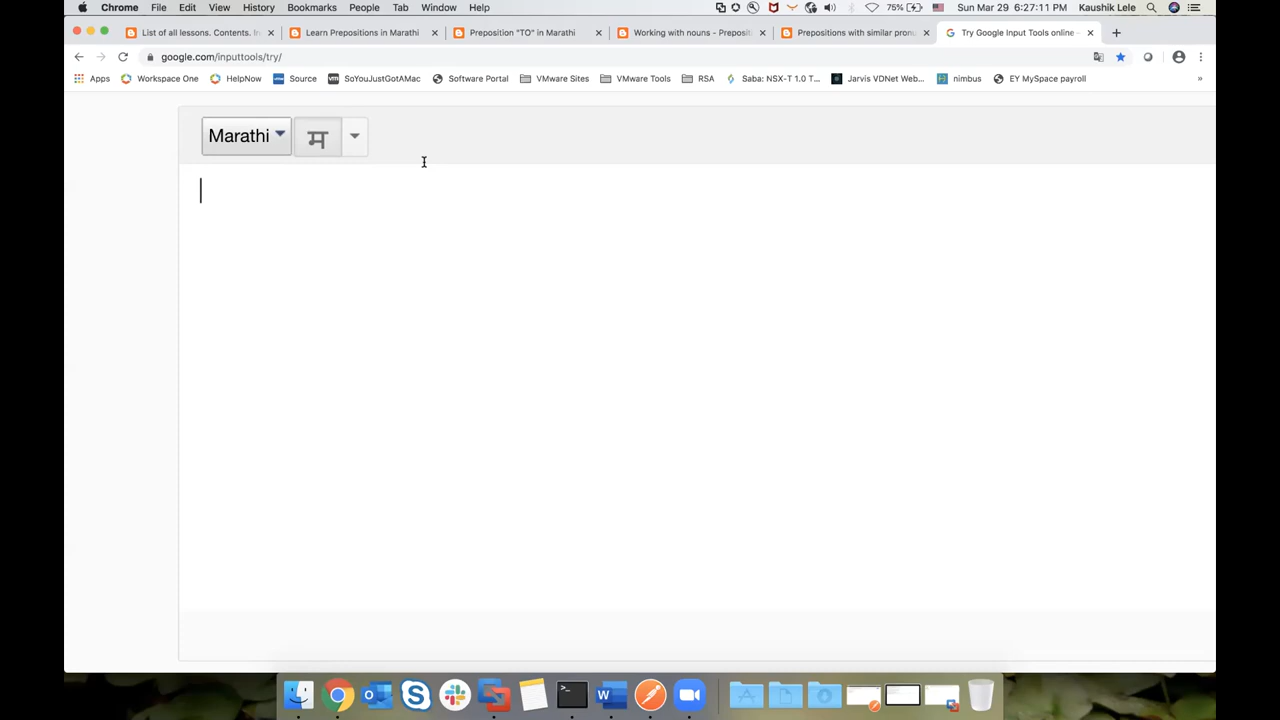 Chrome File Edit View History Bookmarks People Tab Window Help 75% Sun Mar 29 6:27:11 PM Kaushik Lele
List of all lessons. Contents. In Learn Prepositions in Marathi Preposition "TO" in Marathi Working with nouns - Preposit Prepositions with similar pron Try Google Input Tools online -
google.com/inputtools/try/
Apps Workspace One HelpNow Source SoYouJustGotAMac Software Portal VMware Sites VMware Tools RSA Saba: NSX-T 1.0 T... Jarvis VDNet Web... nimbus EY MySpace payroll »
Marathi म